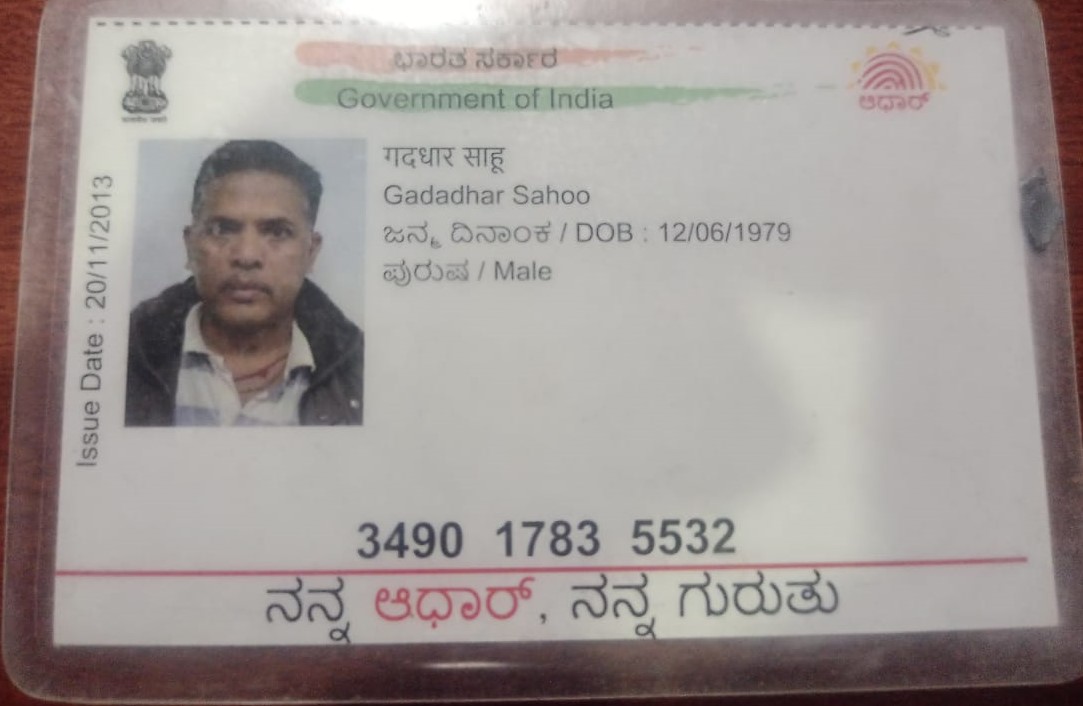 ಭಾರತ ಸರ್ಕಾರ
Government of India
ಆಧಾರ್
गदधार साहू
Gadadhar Sahoo
ಜನ್ಮ ದಿನಾಂಕ / DOB : 12/06/1979
ಪುರುಷ / Male
Issue Date : 20/11/2013
3490 1783 5532
ನನ್ನ ಆಧಾರ್, ನನ್ನ ಗುರುತು